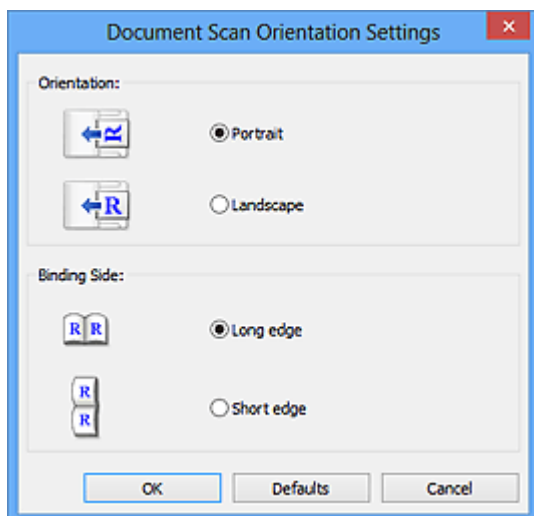 Document Scan Orientation Settings
Orientation:
R
Portrait
R
Landscape
Binding Side:
R R
Long edge
R
R
Short edge
OK Defaults Cancel